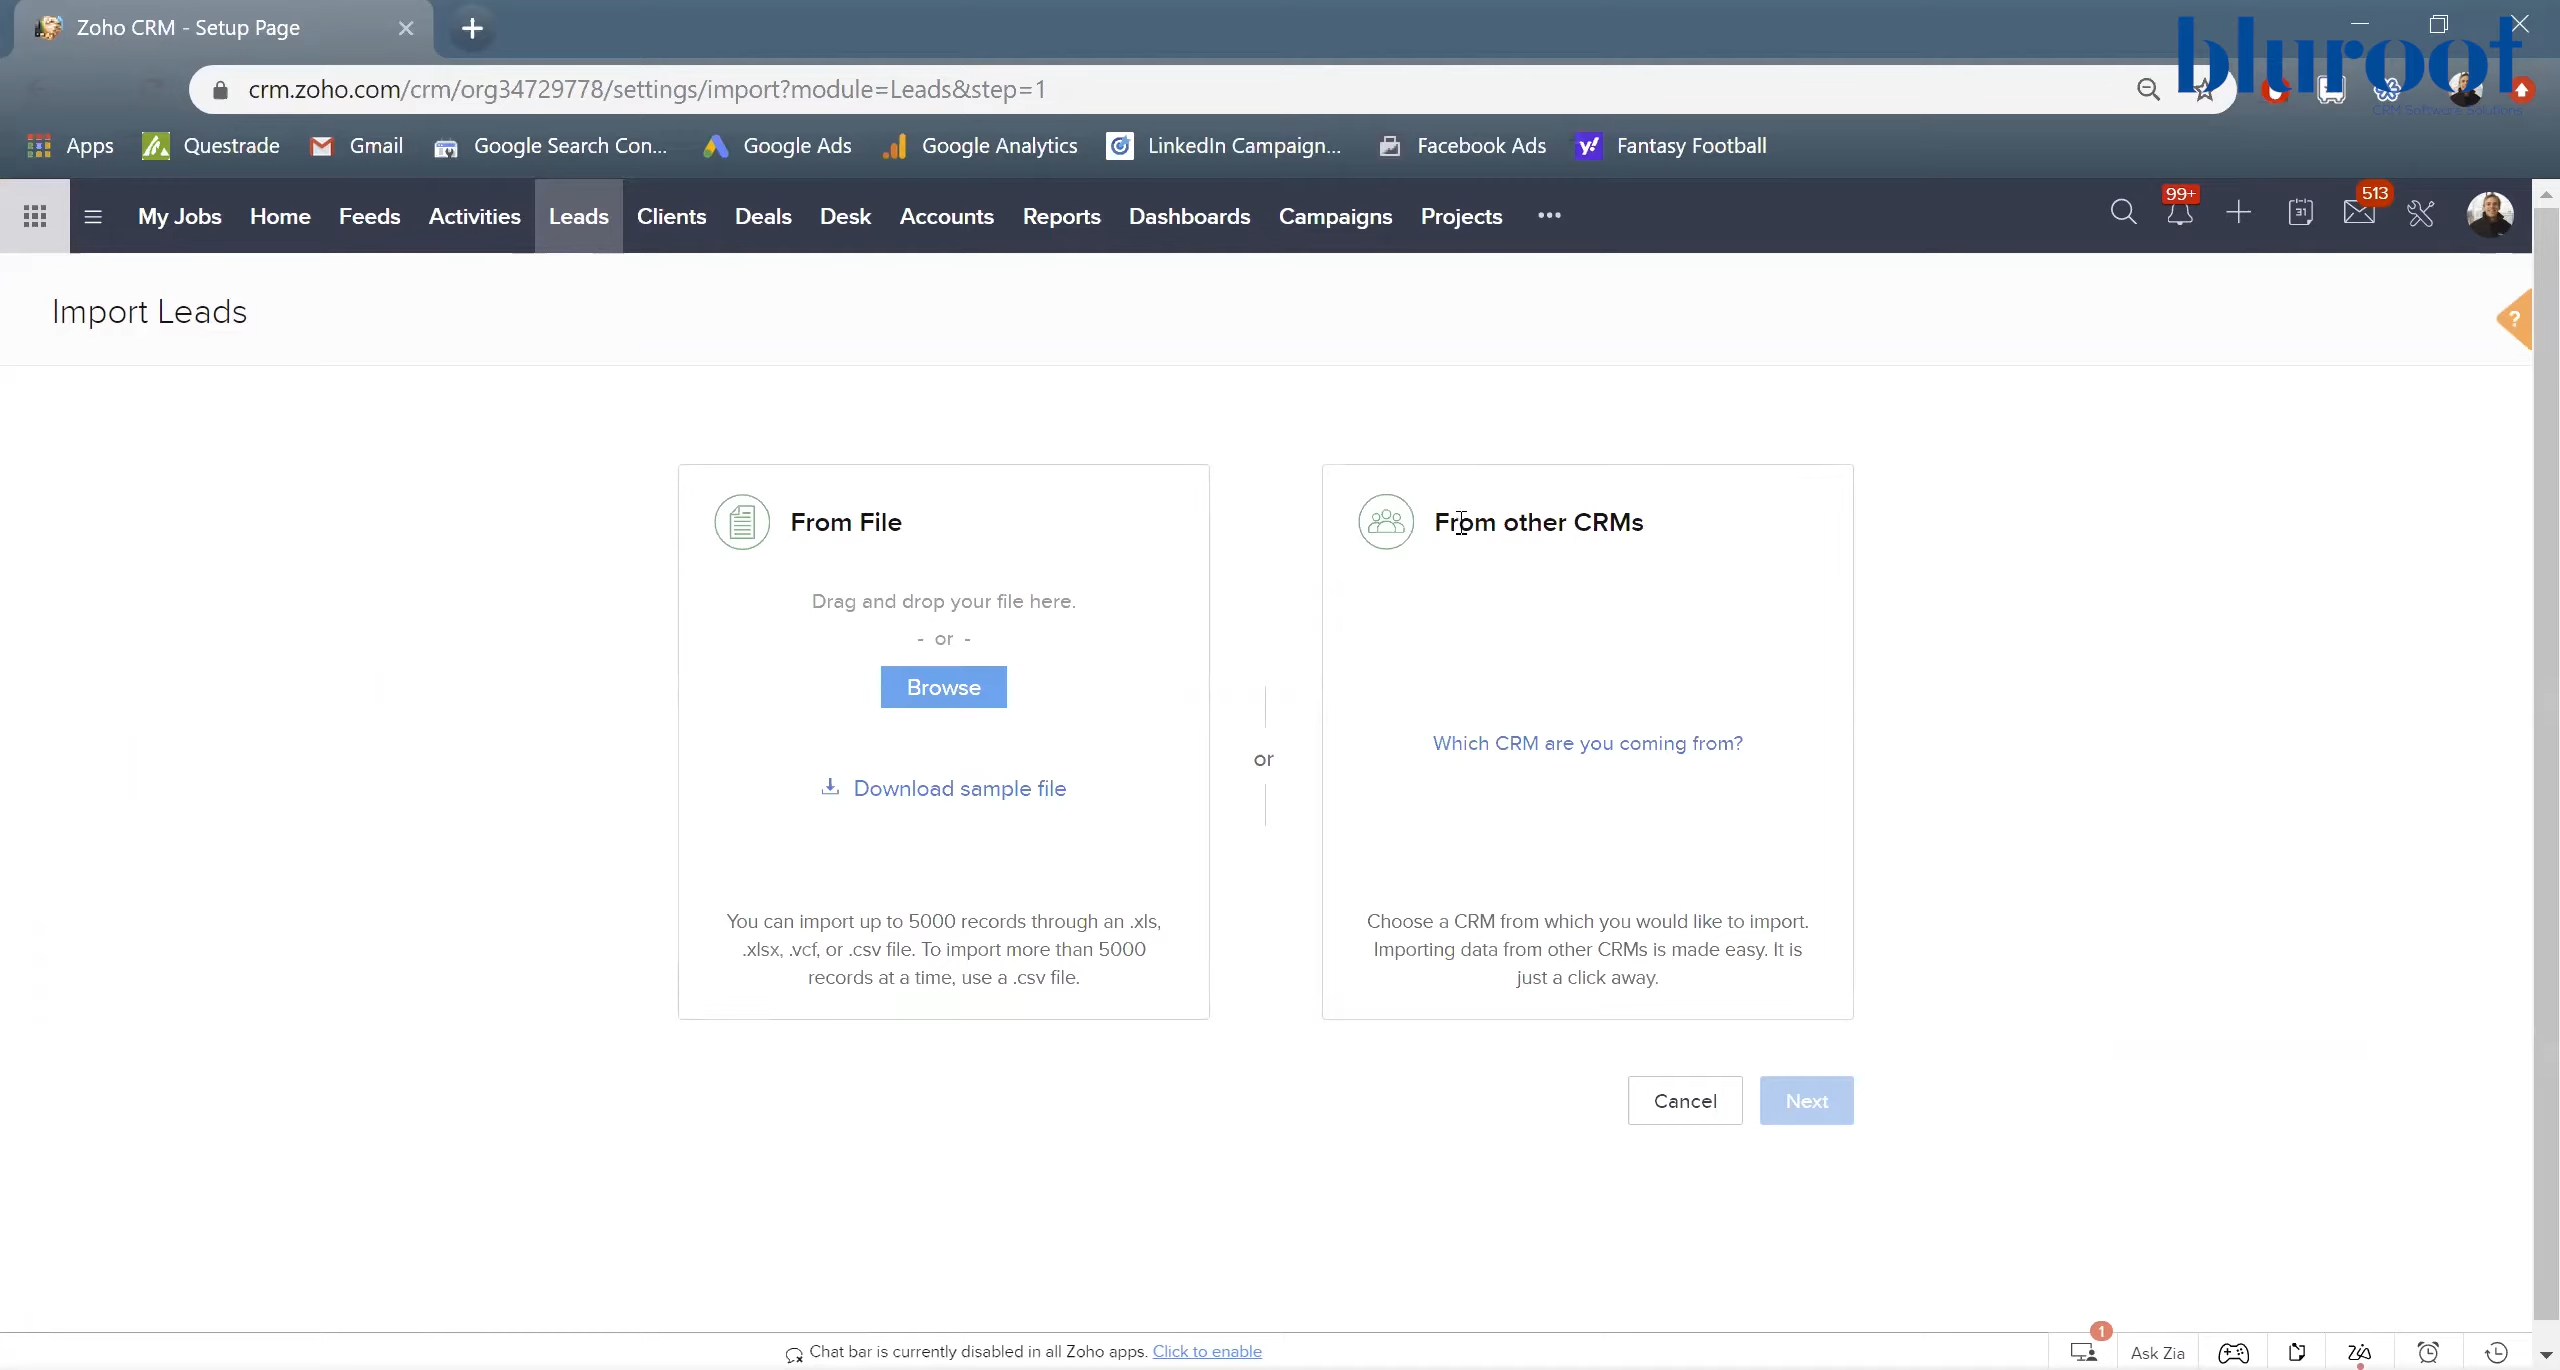 Zoho CRM - Setup Page
bluroof
CRM Software Solutions
crm.zoho.com/crm/org34729778/settings/import?module=Leads&step=1
Apps Questrade Gmail Google Search Con... Google Ads Google Analytics LinkedIn Campaign... Facebook Ads Fantasy Football
My Jobs Home Feeds Activities Leads Clients Deals Desk Accounts Reports Dashboards Campaigns Projects ... 99+ 31 513
Import Leads
?
From File
Drag and drop your file here.
- or -
Browse
Download sample file
You can import up to 5000 records through an .xls,
.xlsx, .vcf, or .csv file. To import more than 5000
records at a time, use a .csv file.
or
From other CRMs
Which CRM are you coming from?
Choose a CRM from which you would like to import.
Importing data from other CRMs is made easy. It is
just a click away.
Cancel Next
Chat bar is currently disabled in all Zoho apps. Click to enable
1 Ask Zia